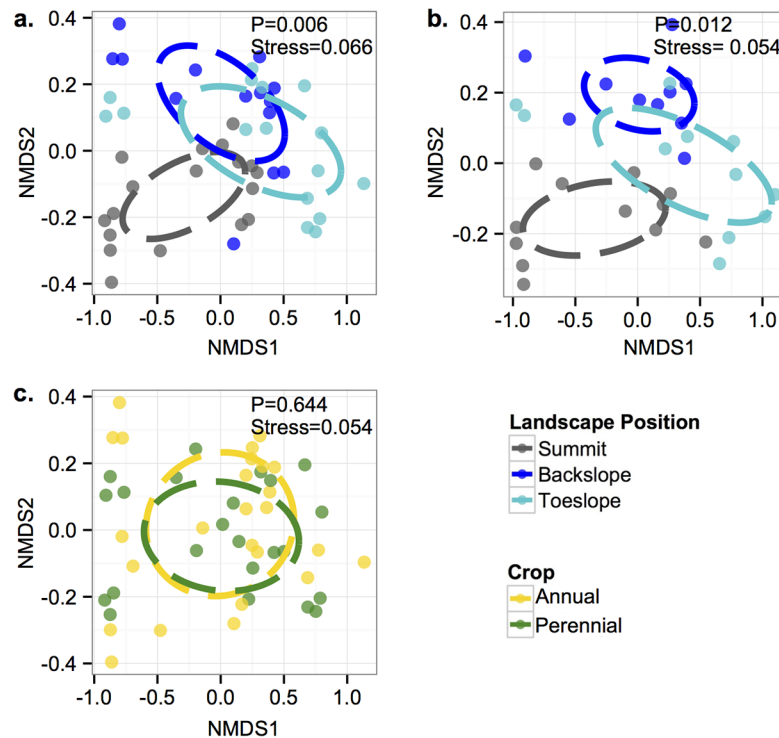 a.
P=0.006
Stress=0.066
0.4
0.2
0.0
-0.2
-0.4
NMDS2
-1.0 -0.5 0.0 0.5 1.0
NMDS1
b.
P=0.012
Stress= 0.054
0.4
0.2
0.0
-0.2
NMDS2
-1.0 -0.5 0.0 0.5 1.0
NMDS1
c.
P=0.644
Stress=0.054
0.4
0.2
0.0
-0.2
-0.4
NMDS2
-1.0 -0.5 0.0 0.5 1.0
NMDS1
Landscape Position
Summit
Backslope
Toeslope
Crop
Annual
Perennial